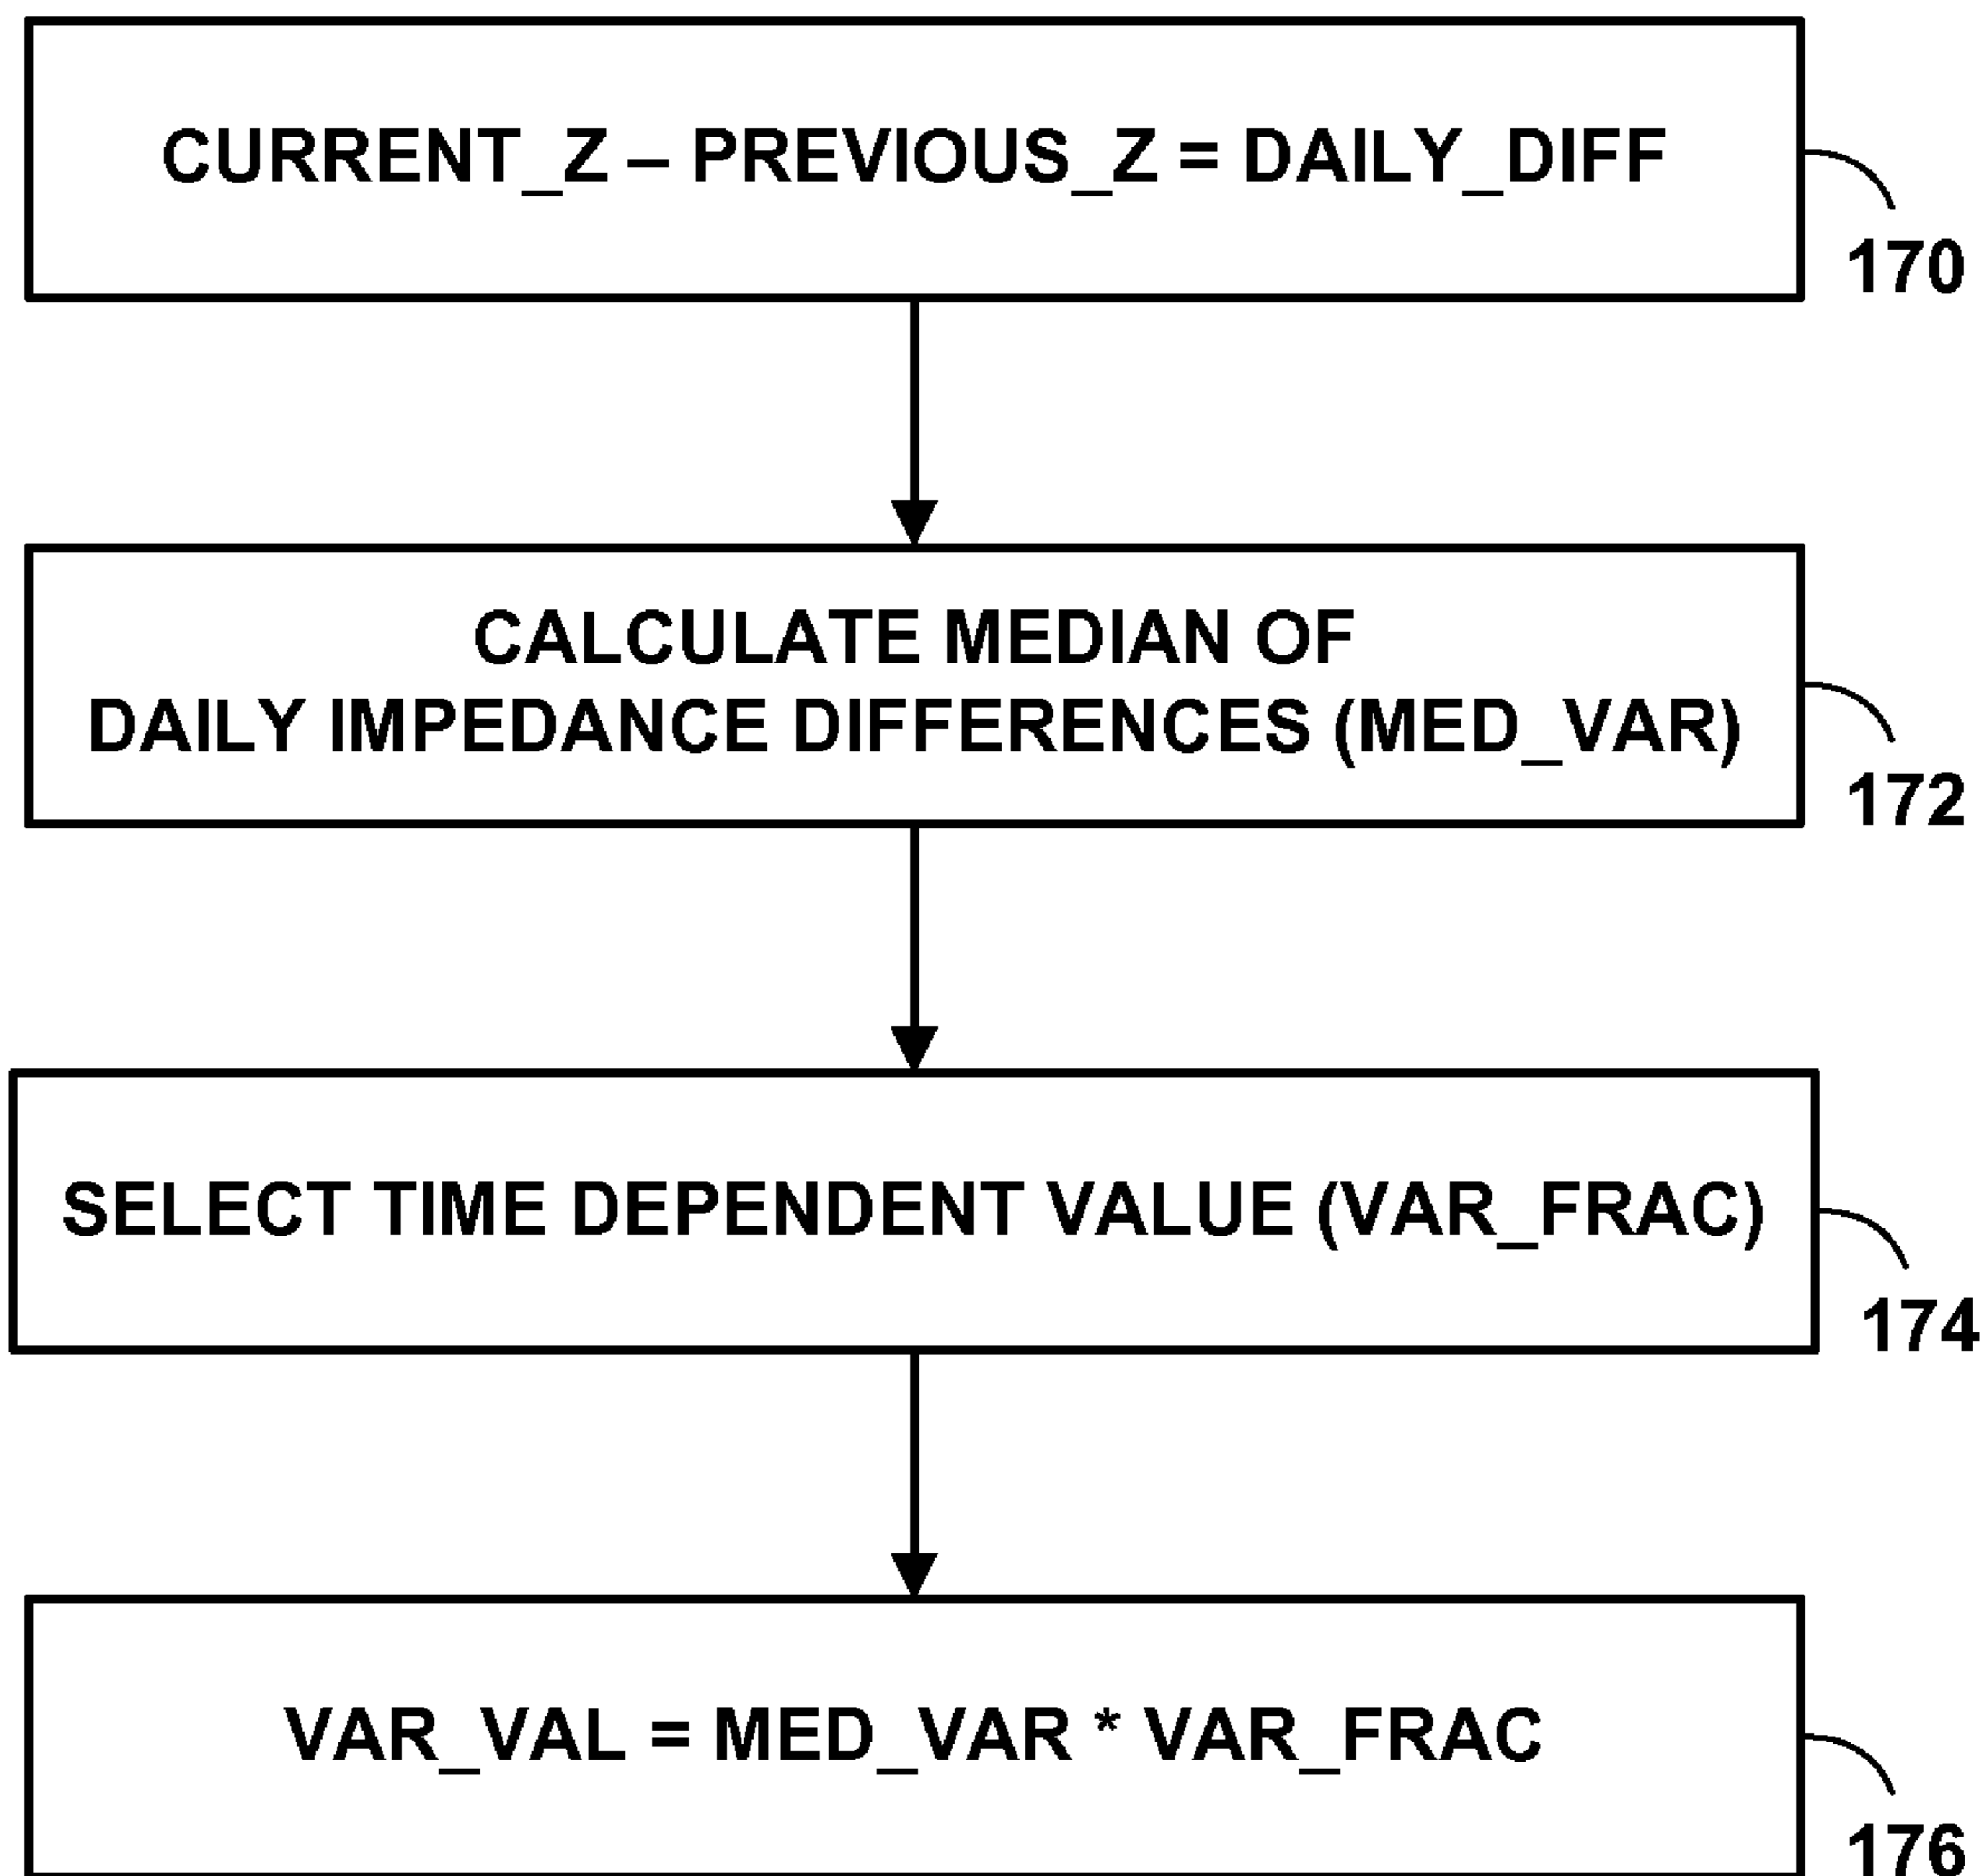 CURRENT_Z – PREVIOUS_Z = DAILY_DIFF
170
CALCULATE MEDIAN OF
DAILY IMPEDANCE DIFFERENCES (MED_VAR)
172
SELECT TIME DEPENDENT VALUE (VAR_FRAC)
174
VAR_VAL = MED_VAR * VAR_FRAC
176